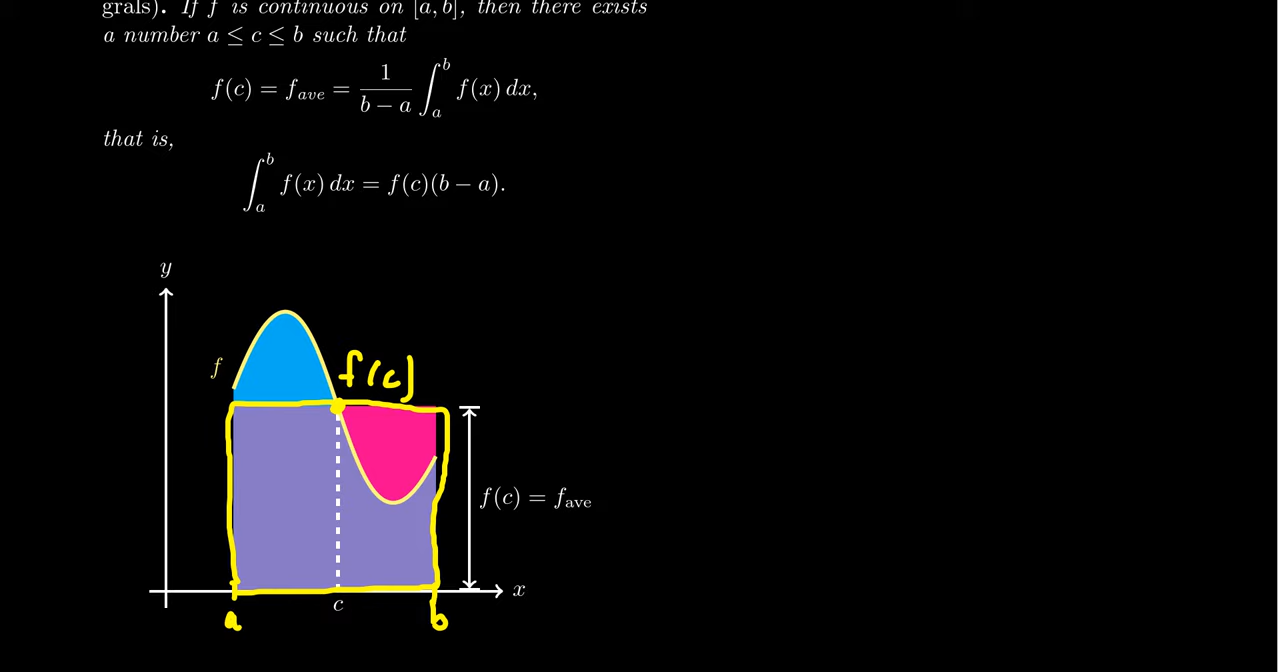 grals). If f is continuous on [a, b], then there exists
a number a ≤ c ≤ b such that
f(c) = f_ave = \frac{1}{b − a} ∫_a^b f(x) dx,
that is,
∫_a^b f(x) dx = f(c)(b − a).
y
f
f(c)
f(c) = f_ave
x
c
a
b